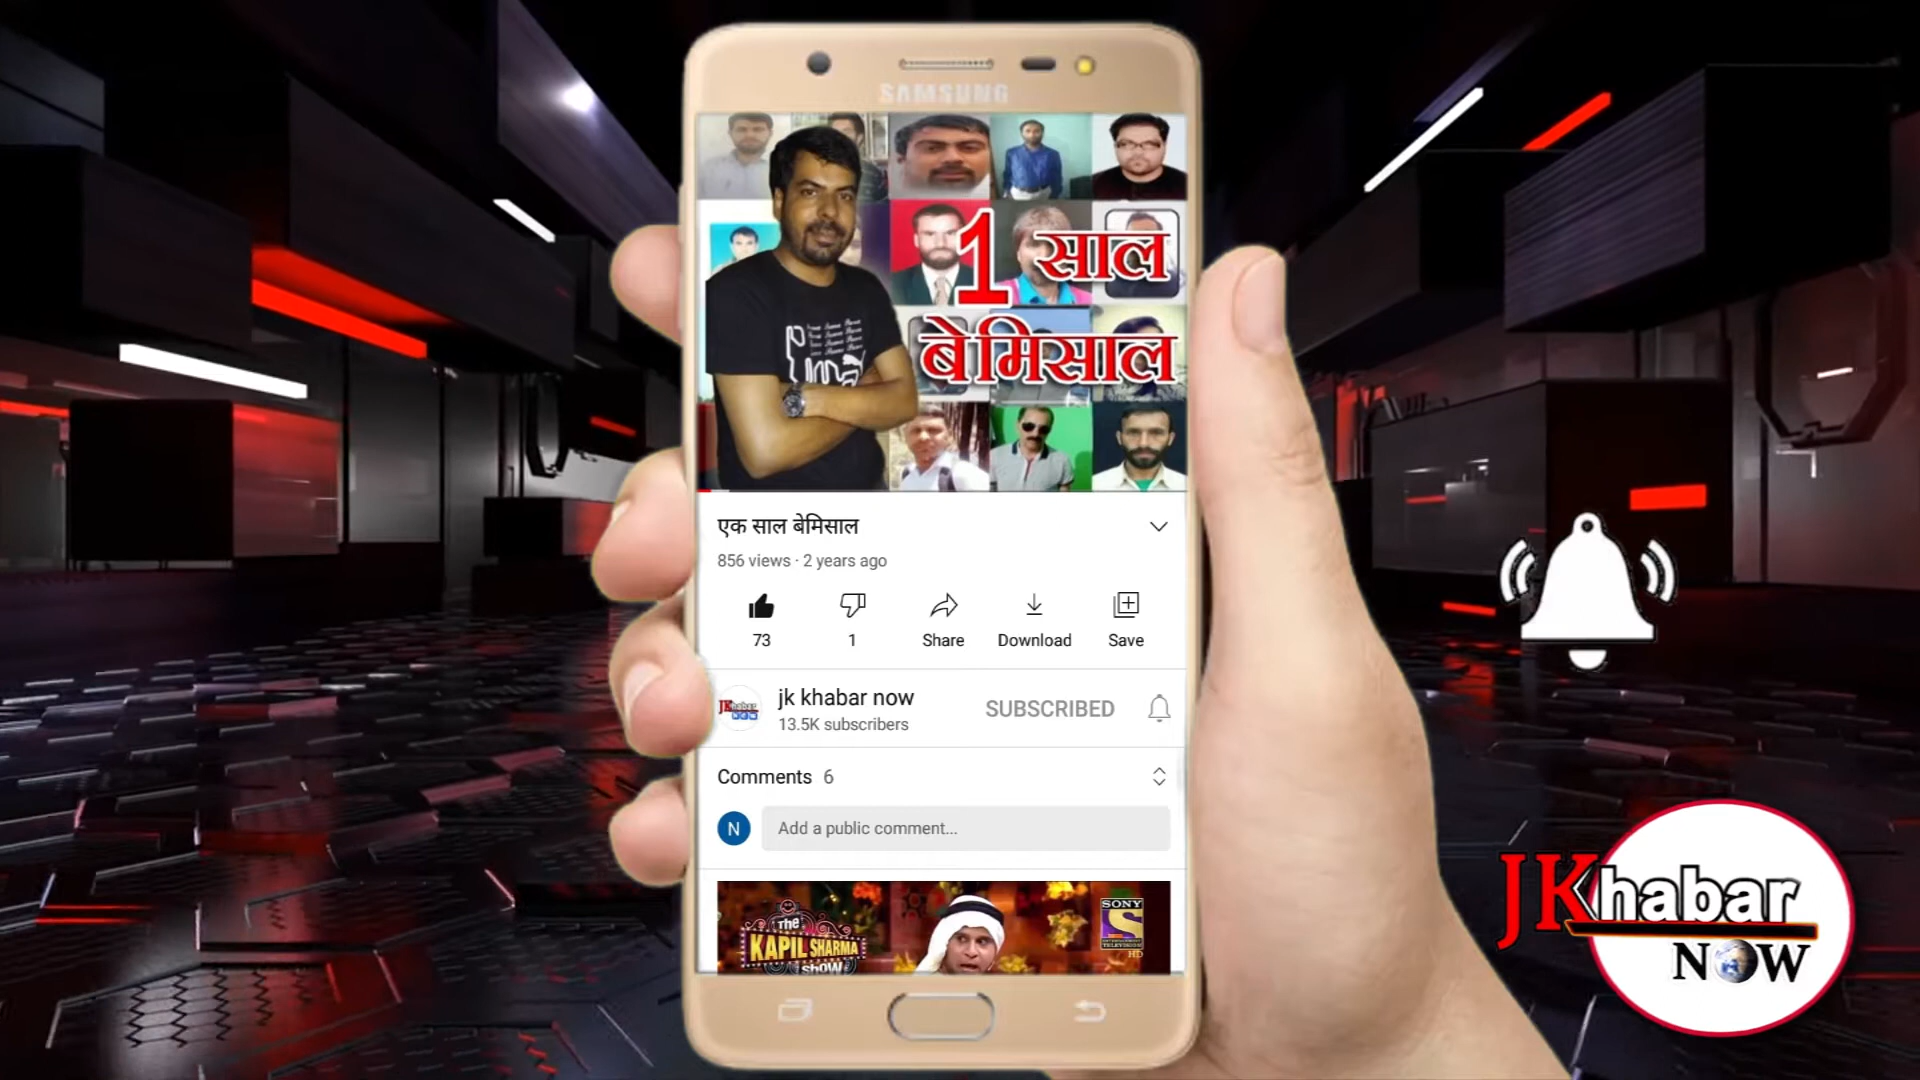 SAMSUNG
1 साल
बेमिसाल
एक साल बेमिसाल
856 views · 2 years ago
73
1
Share
Download
Save
jk khabar now
13.5K subscribers
SUBSCRIBED
Comments 6
N
Add a public comment...
The
KAPIL SHARMA
SHOW
SONY
S
HD
JKhabar
NOW